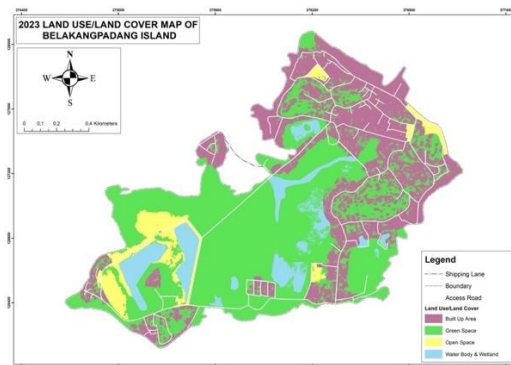 2023 LAND USE/LAND COVER MAP OF
BELAKANGPADANG ISLAND
N
W E
S
0 0.1 0.2 0.4 Kilometers
Legend
Shipping Lane
Boundary
Access Road
Land Use/Land Cover
Built Up Area
Green Space
Open Space
Water Body & Wetland